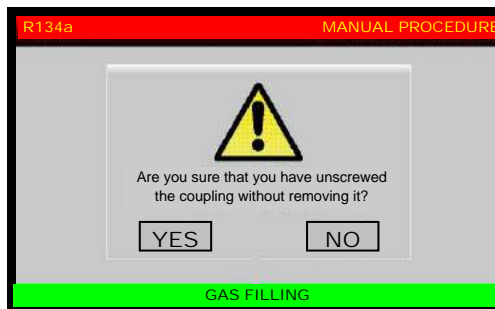 R134a MANUAL PROCEDURE
Are you sure that you have unscrewed
the coupling without removing it?
YES NO
GAS FILLING